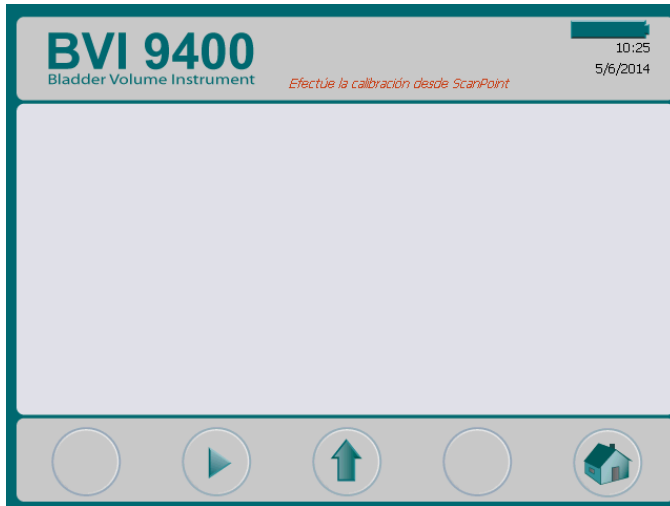 BVI 9400
Bladder Volume Instrument
Efectúe la calibración desde ScanPoint
10:25
5/6/2014